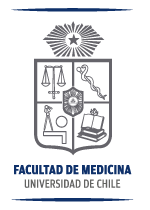 FACULTAD DE MEDICINA
UNIVERSIDAD DE CHILE